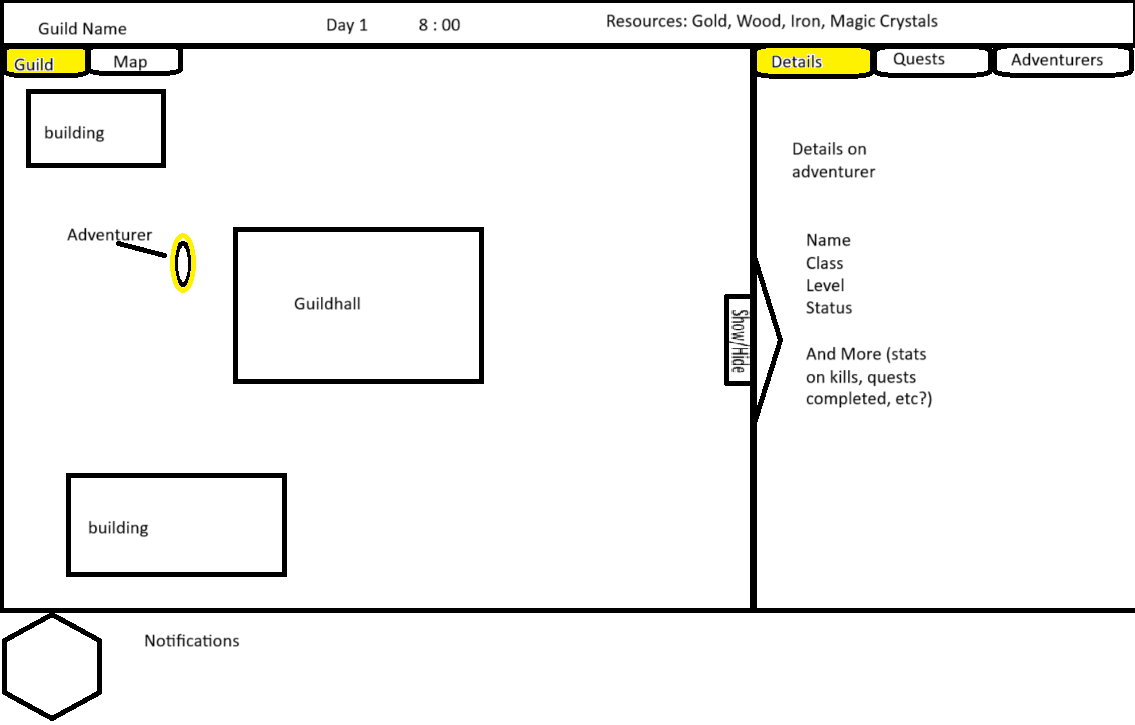 Guild Name
Day 1
8 : 00
Resources: Gold, Wood, Iron, Magic Crystals
Guild
Map
Details
Quests
Adventurers
building
Adventurer
Guildhall
building
Show/Hide
Details on
adventurer
Name
Class
Level
Status
And More (stats
on kills, quests
completed, etc?)
Notifications